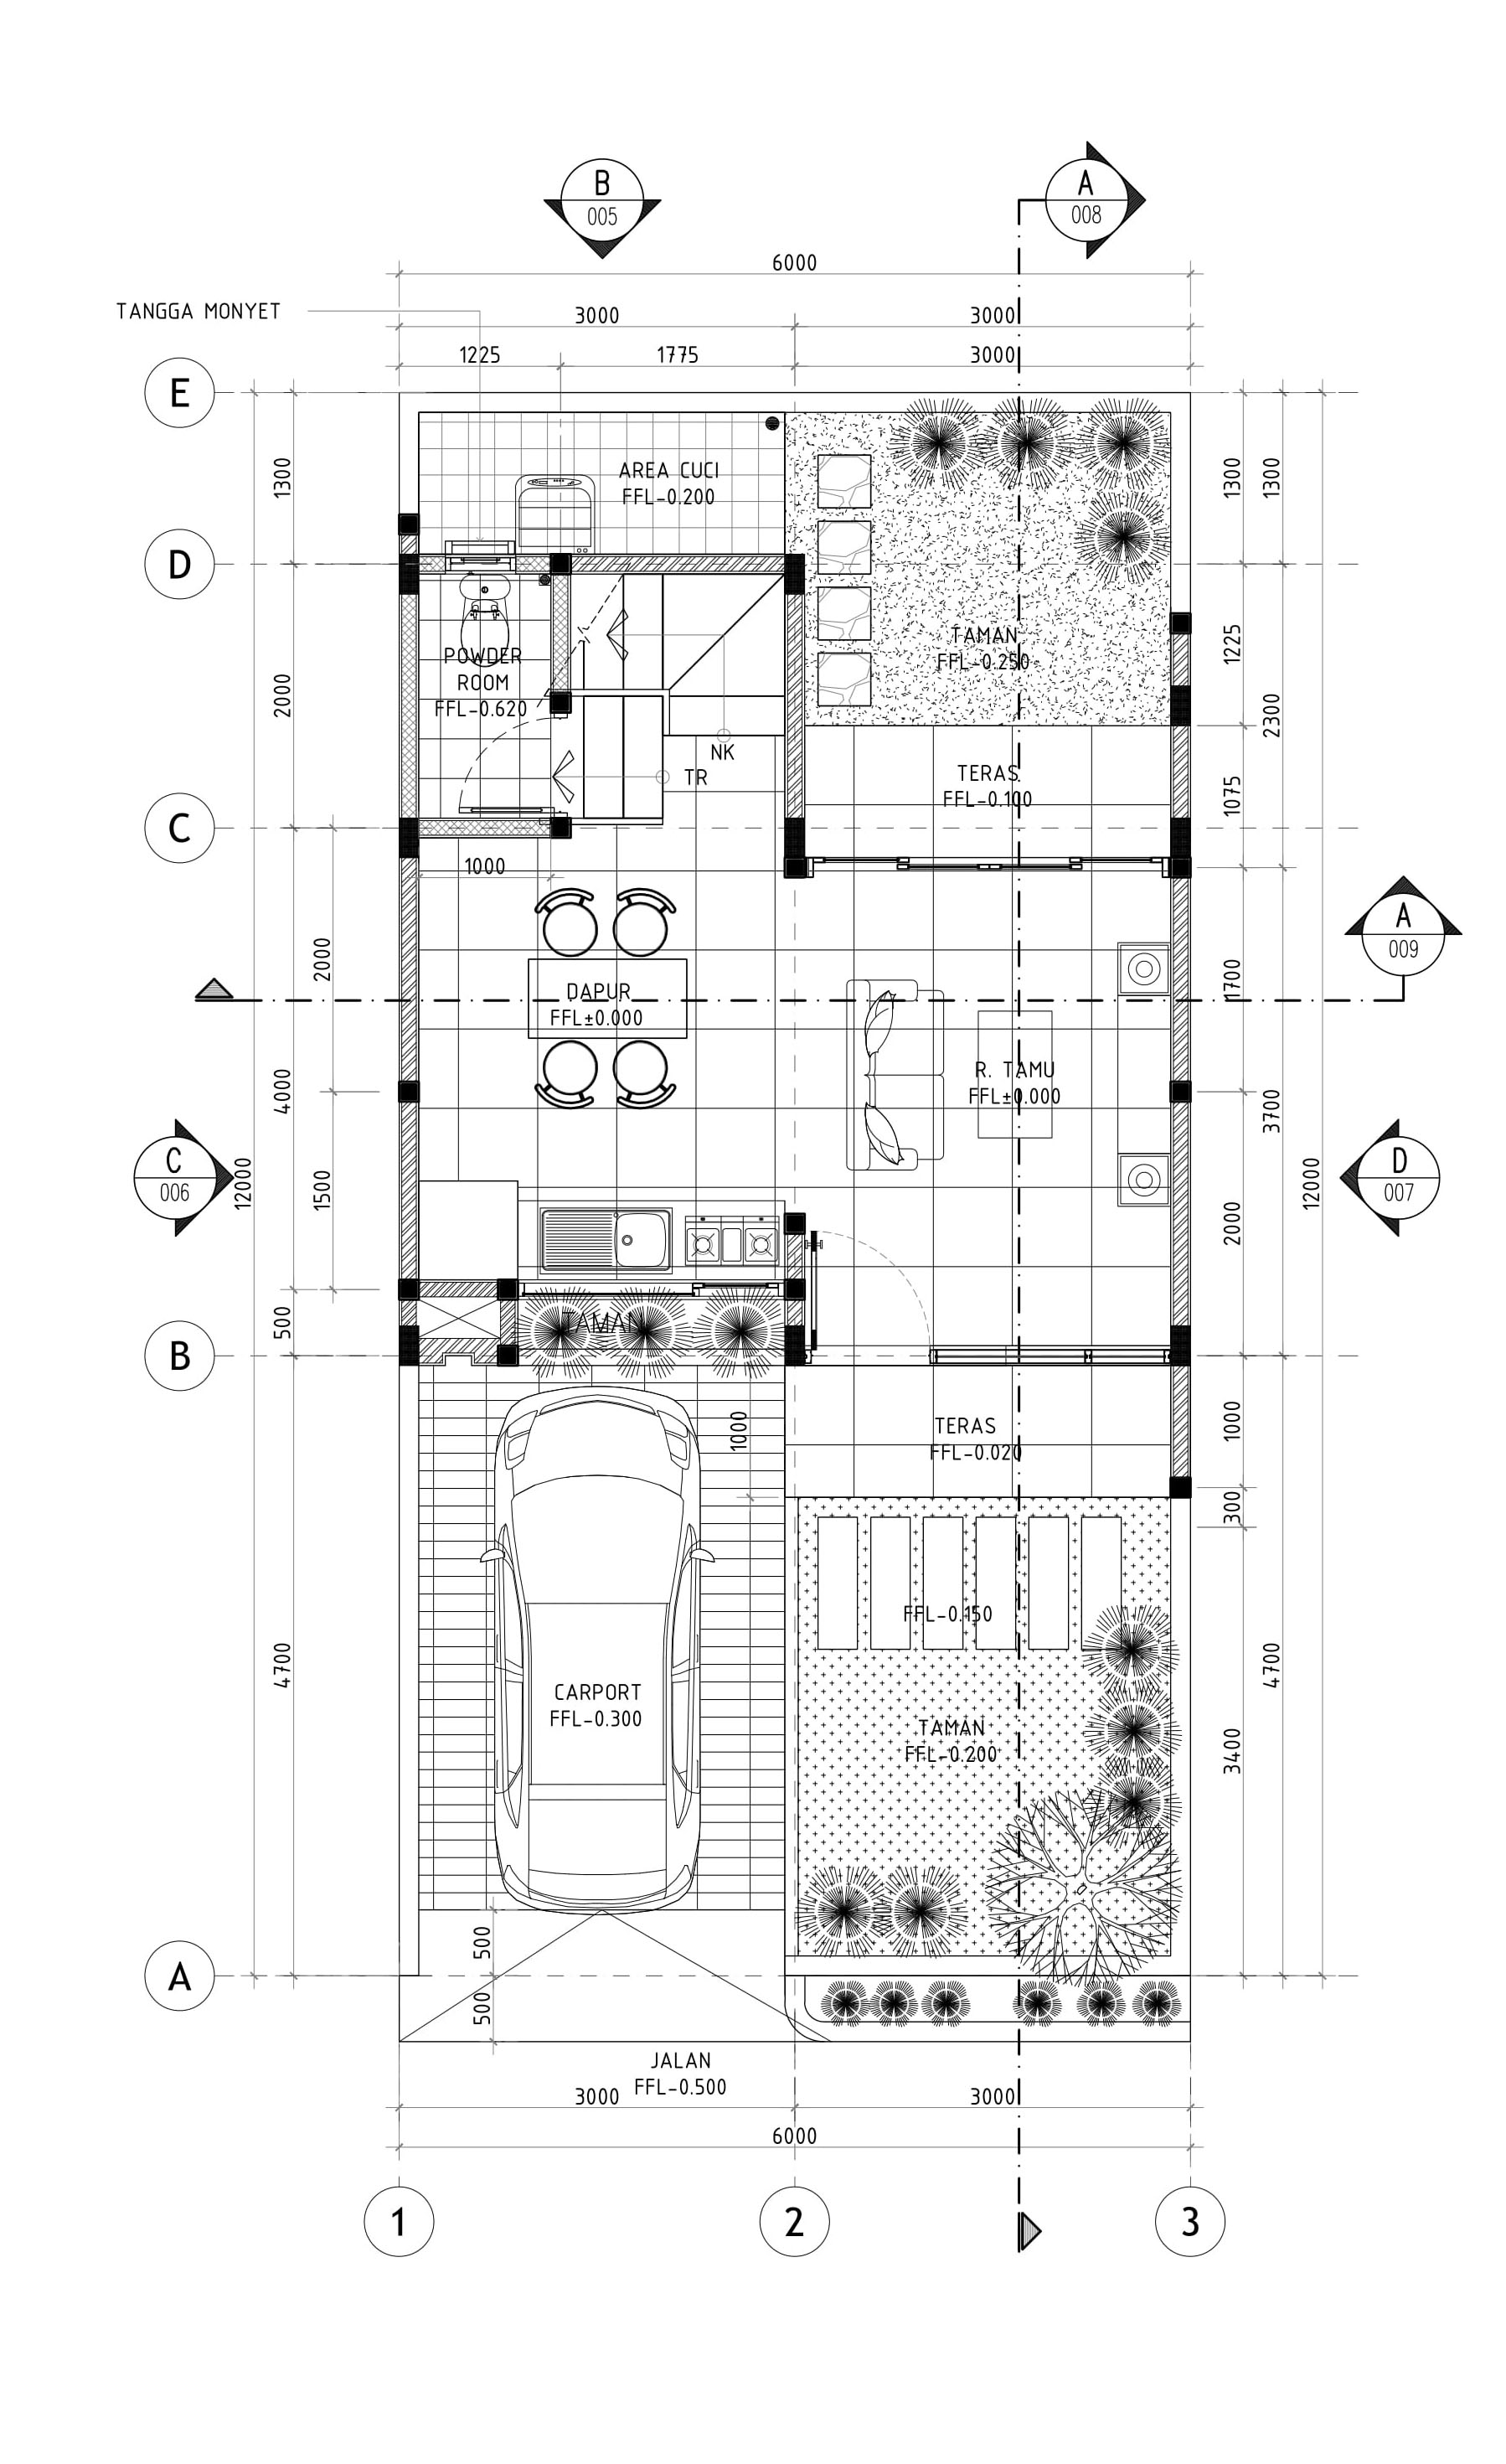 B
005
A
008
6000
TANGGA MONYET
3000
3000
1225
1775
3000
E
1300
AREA CUCI
FFL-0.200
1300
1300
D
TAMAN
FFL-0.250
1225
POWDER
ROOM
FFL-0.620
2000
2300
NK
TR
TERAS
FFL-0.100
1075
C
1000
A
009
2000
DAPUR
FFL±0.000
1700
R. TAMU
FFL±0.000
4000
3700
C
006
12000
1500
12000
D
007
2000
500
TAMAN
B
1000
TERAS
FFL-0.020
1000
300
FFL-0.150
4700
CARPORT
FFL-0.300
TAMAN
FFL-0.200
4700
3400
500
A
500
JALAN
FFL-0.500
3000
3000
6000
1
2
3